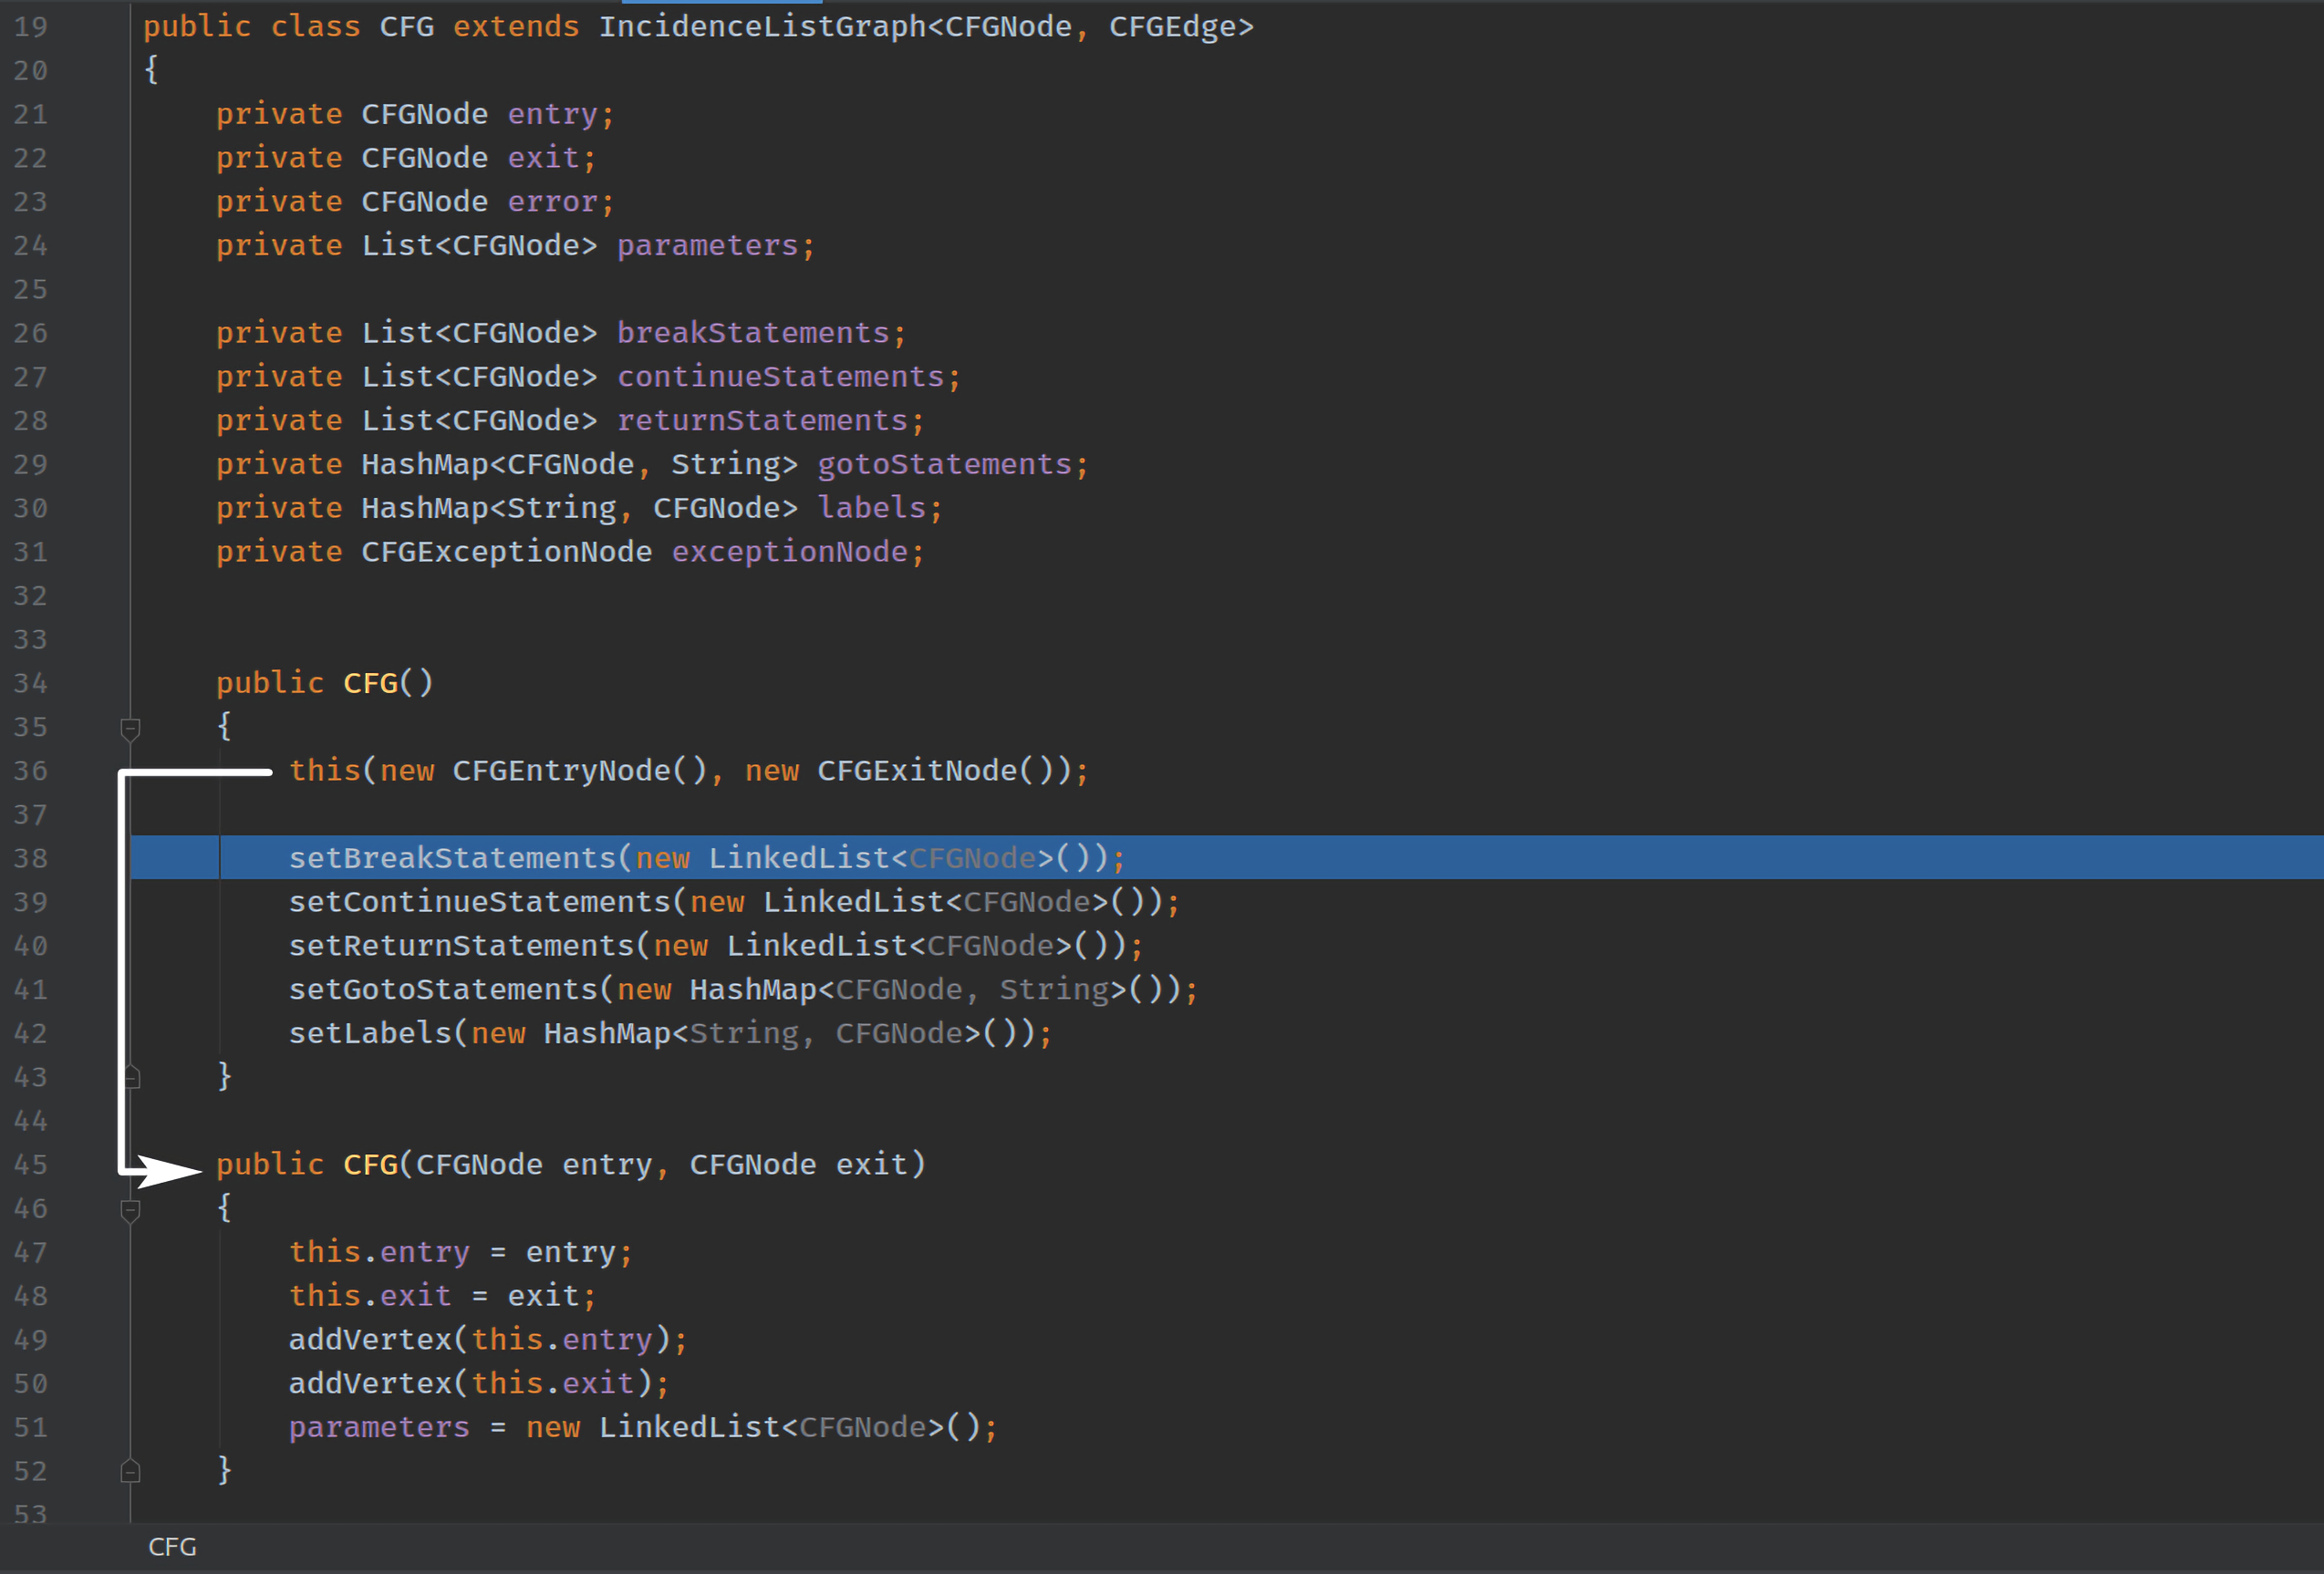 19 public class CFG extends IncidenceListGraph<CFGNode, CFGEdge>
20 {
21 private CFGNode entry;
22 private CFGNode exit;
23 private CFGNode error;
24 private List<CFGNode> parameters;
25
26 private List<CFGNode> breakStatements;
27 private List<CFGNode> continueStatements;
28 private List<CFGNode> returnStatements;
29 private HashMap<CFGNode, String> gotoStatements;
30 private HashMap<String, CFGNode> labels;
31 private CFGExceptionNode exceptionNode;
32
33
34 public CFG()
35 {
36 this(new CFGEntryNode(), new CFGExitNode());
37
38 setBreakStatements(new LinkedList<CFGNode>());
39 setContinueStatements(new LinkedList<CFGNode>());
40 setReturnStatements(new LinkedList<CFGNode>());
41 setGotoStatements(new HashMap<CFGNode, String>());
42 setLabels(new HashMap<String, CFGNode>());
43 }
44
45 public CFG(CFGNode entry, CFGNode exit)
46 {
47 this.entry = entry;
48 this.exit = exit;
49 addVertex(this.entry);
50 addVertex(this.exit);
51 parameters = new LinkedList<CFGNode>();
52 }
53
CFG